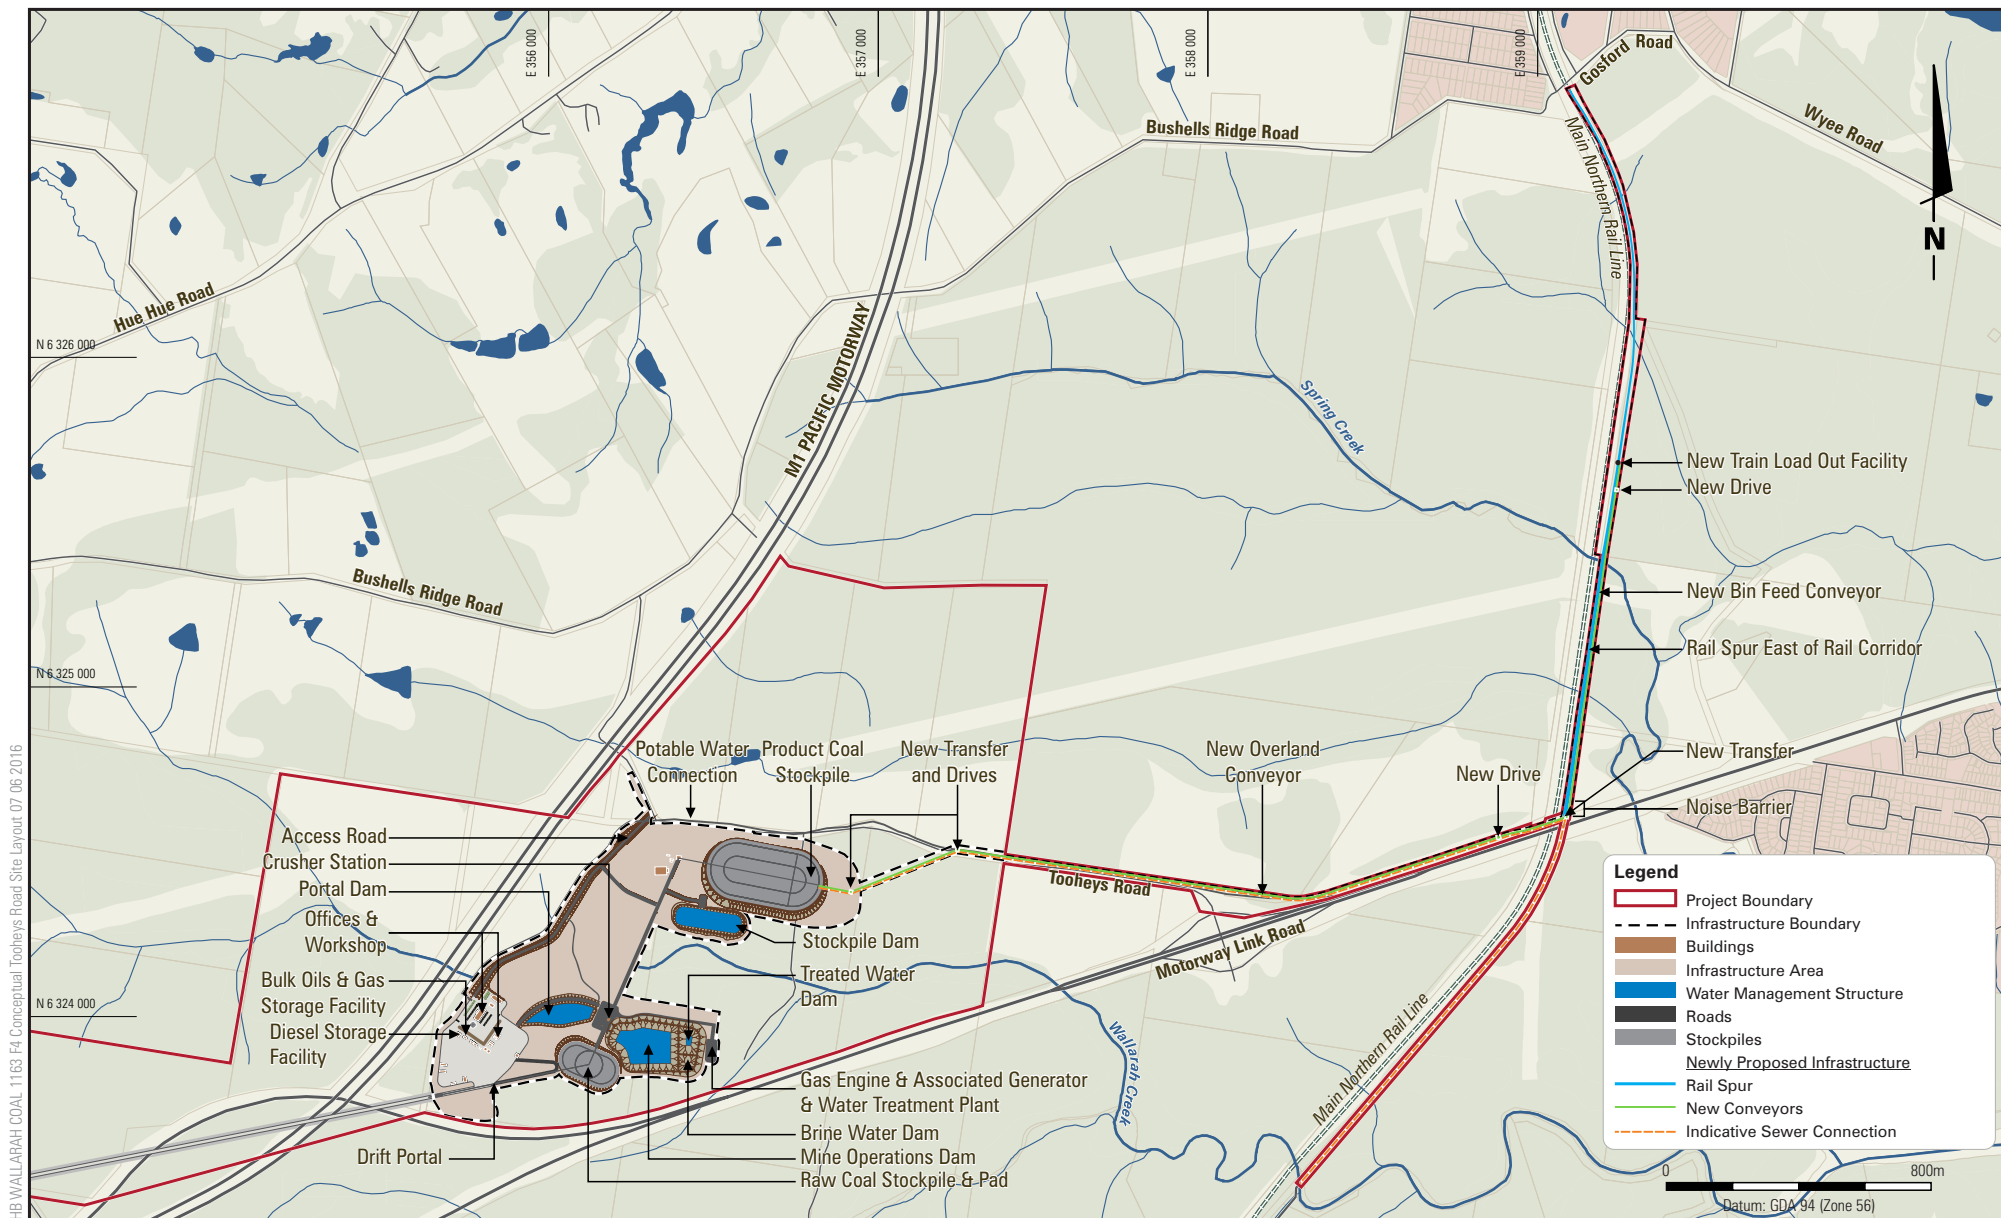 E 356 000
E 357 000
E 358 000
E 359 000
Gosford Road
Wyee Road
Bushells Ridge Road
Main Northern Rail Line
N
Hue Hue Road
N 6 326 000
M1 PACIFIC MOTORWAY
Spring Creek
New Train Load Out Facility
New Drive
Bushells Ridge Road
New Bin Feed Conveyor
Rail Spur East of Rail Corridor
N 6 325 000
Potable Water
Connection
Product Coal
Stockpile
New Transfer
and Drives
New Overland
Conveyor
New Drive
New Transfer
Noise Barrier
Access Road
Crusher Station
Portal Dam
Offices &
Workshop
Bulk Oils & Gas
Storage Facility
Diesel Storage
Facility
N 6 324 000
Tooheys Road
Stockpile Dam
Treated Water
Dam
Motorway Link Road
Wallarah Creek
Main Northern Rail Line
Gas Engine & Associated Generator
& Water Treatment Plant
Brine Water Dam
Mine Operations Dam
Raw Coal Stockpile & Pad
Drift Portal
Legend
Project Boundary
Infrastructure Boundary
Buildings
Infrastructure Area
Water Management Structure
Roads
Stockpiles
Newly Proposed Infrastructure
Rail Spur
New Conveyors
Indicative Sewer Connection
0
800m
Datum: GDA 94 (Zone 56)
HB WALLARAH COAL 11163 F4 Conceptual Tooheys Road Site Layout 07 06 2016